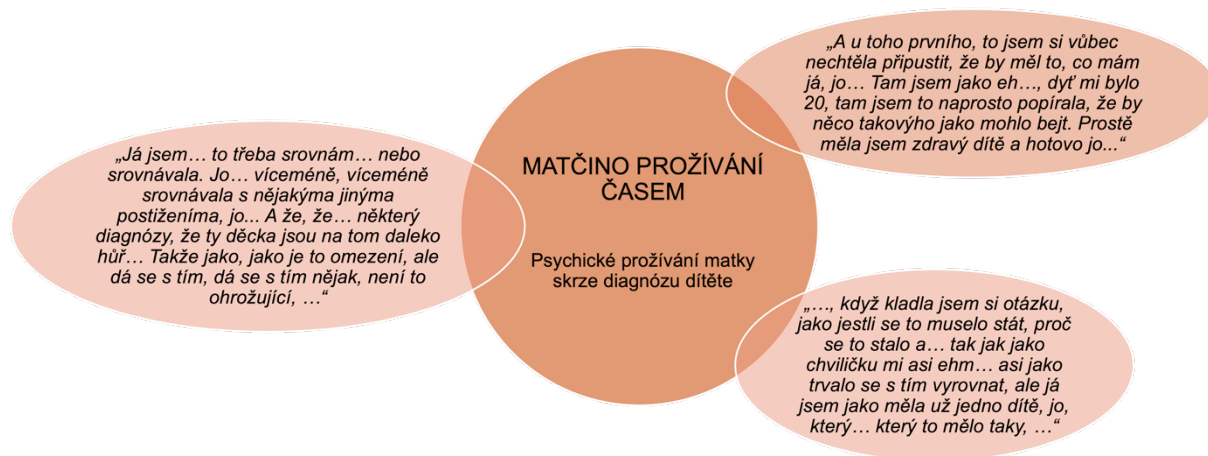 „A u toho prvního, to jsem si vůbec
nechtěla připustit, že by měl to, co mám
já, jo… Tam jsem jako eh…, dyť mi bylo
20, tam jsem to naprosto popírala, že by
něco takovýho jako mohlo bejt. Prostě
měla jsem zdravý dítě a hotovo jo...“
„Já jsem… to třeba srovnám… nebo
srovnávala. Jo… víceméně, víceméně
srovnávala s nějakýma jinýma
postiženíma, jo... A že, že… některý
diagnózy, že ty děcka jsou na tom daleko
hůř… Takže jako, jako je to omezení, ale
dá se s tím, dá se s tím nějak, není to
ohrožující, …“
MATČINO PROŽÍVÁNÍ
ČASEM
Psychické prožívání matky
skrze diagnózu dítěte
„…, když kladla jsem si otázku,
jako jestli se to muselo stát, proč
se to stalo a… tak jak jako
chviličku mi asi ehm… asi jako
trvalo se s tím vyrovnat, ale já
jsem jako měla už jedno dítě, jo,
který… který to mělo taky, …“